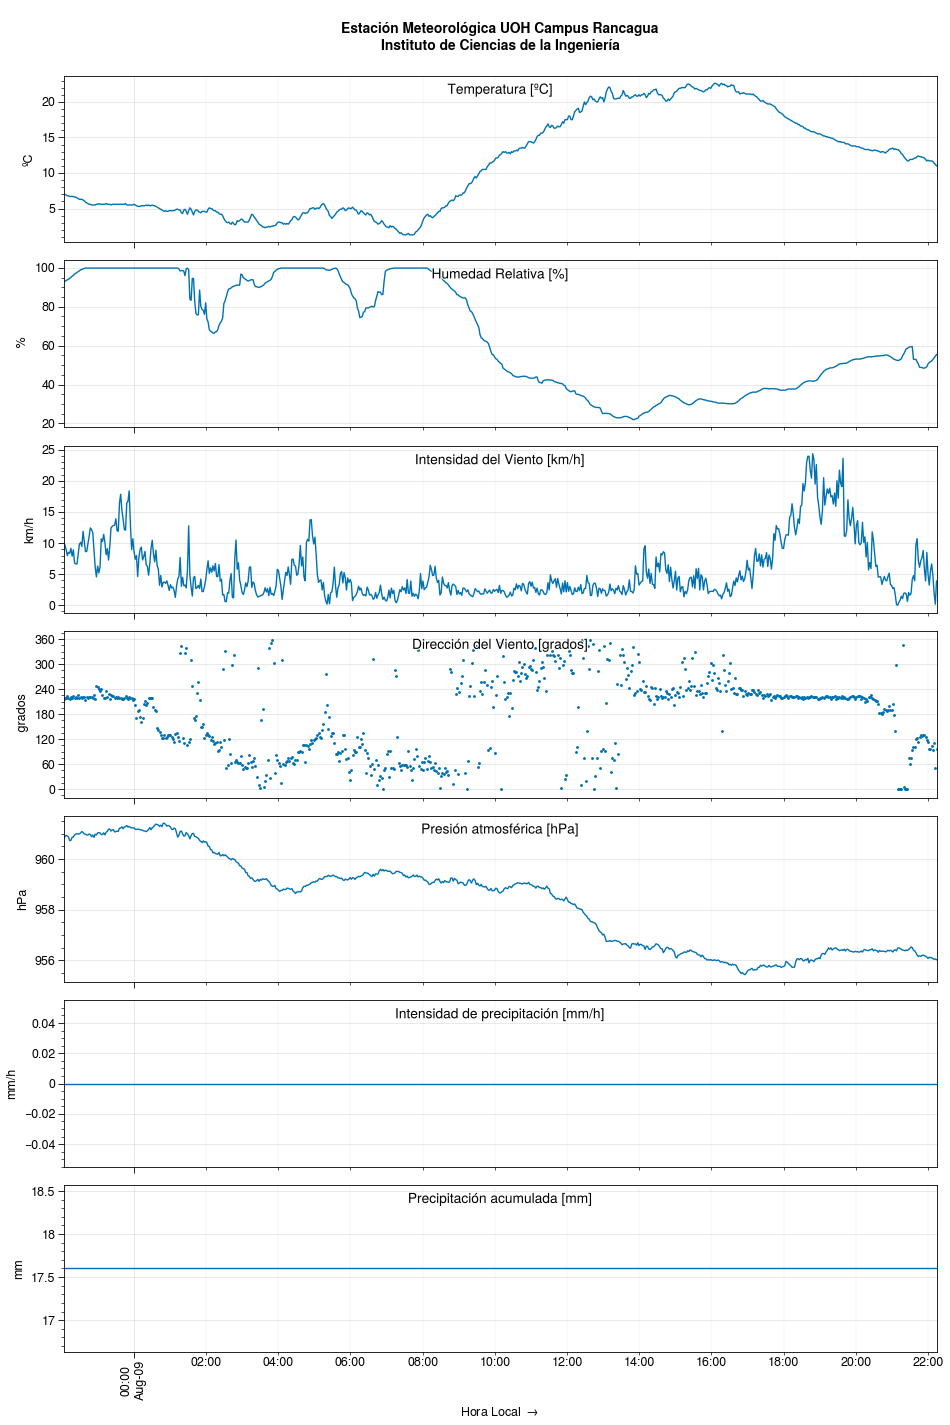 Estación Meteorológica UOH Campus Rancagua
Instituto de Ciencias de la Ingeniería
Temperatura [ºC]
20
15
10
5
ºC
Humedad Relativa [%]
100
80
60
40
20
%
Intensidad del Viento [km/h]
25
20
15
10
5
0
km/h
Dirección del Viento [grados]
360
300
240
180
120
60
0
grados
Presión atmosférica [hPa]
960
958
956
hPa
Intensidad de precipitación [mm/h]
0.04
0.02
0
−0.02
−0.04
mm/h
Precipitación acumulada [mm]
18.5
18
17.5
17
mm
00:00
Aug-09
02:00 04:00 06:00 08:00 10:00 12:00 14:00 16:00 18:00 20:00 22:00
Hora Local →